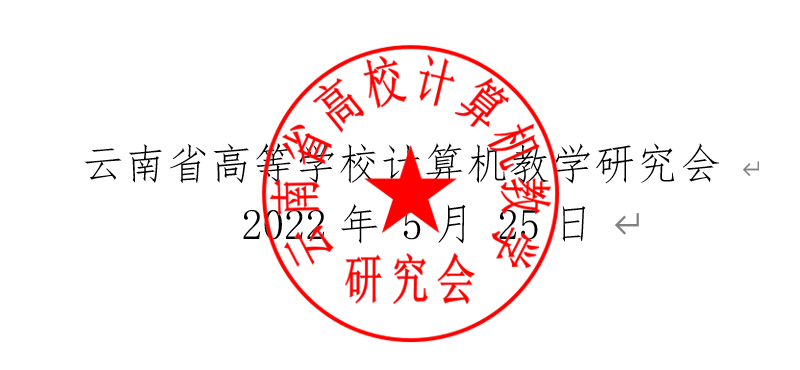 云南省高校计算机教学
研究会
云南省高等学校计算机教学研究会
2022 年 5 月 25 日